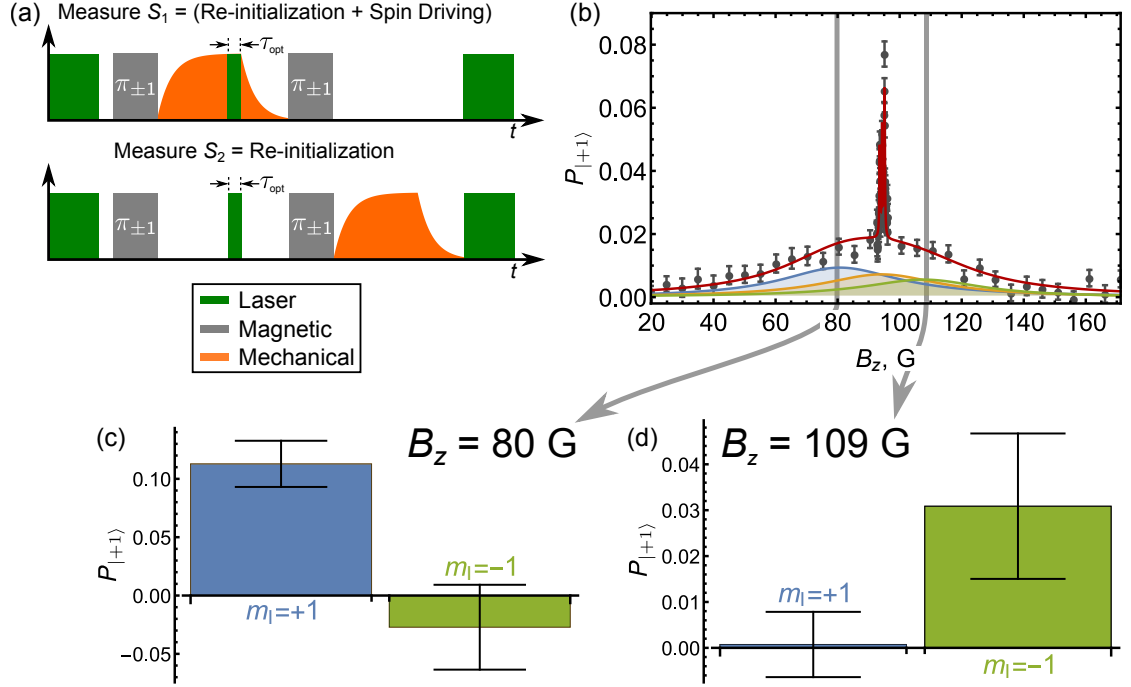 (a)
Measure S₁ = (Re-initialization + Spin Driving)
τopt
π±1
π±1
t
Measure S₂ = Re-initialization
τopt
π±1
π±1
t
Laser
Magnetic
Mechanical
(b)
P|+1⟩
0.08
0.06
0.04
0.02
0.00
20 40 60 80 100 120 140 160
Bz, G
(c)
Bz = 80 G
P|+1⟩
0.10
0.05
0.00
−0.05
mI=+1
mI=−1
(d)
Bz = 109 G
P|+1⟩
0.04
0.03
0.02
0.01
0.00
mI=+1
mI=−1